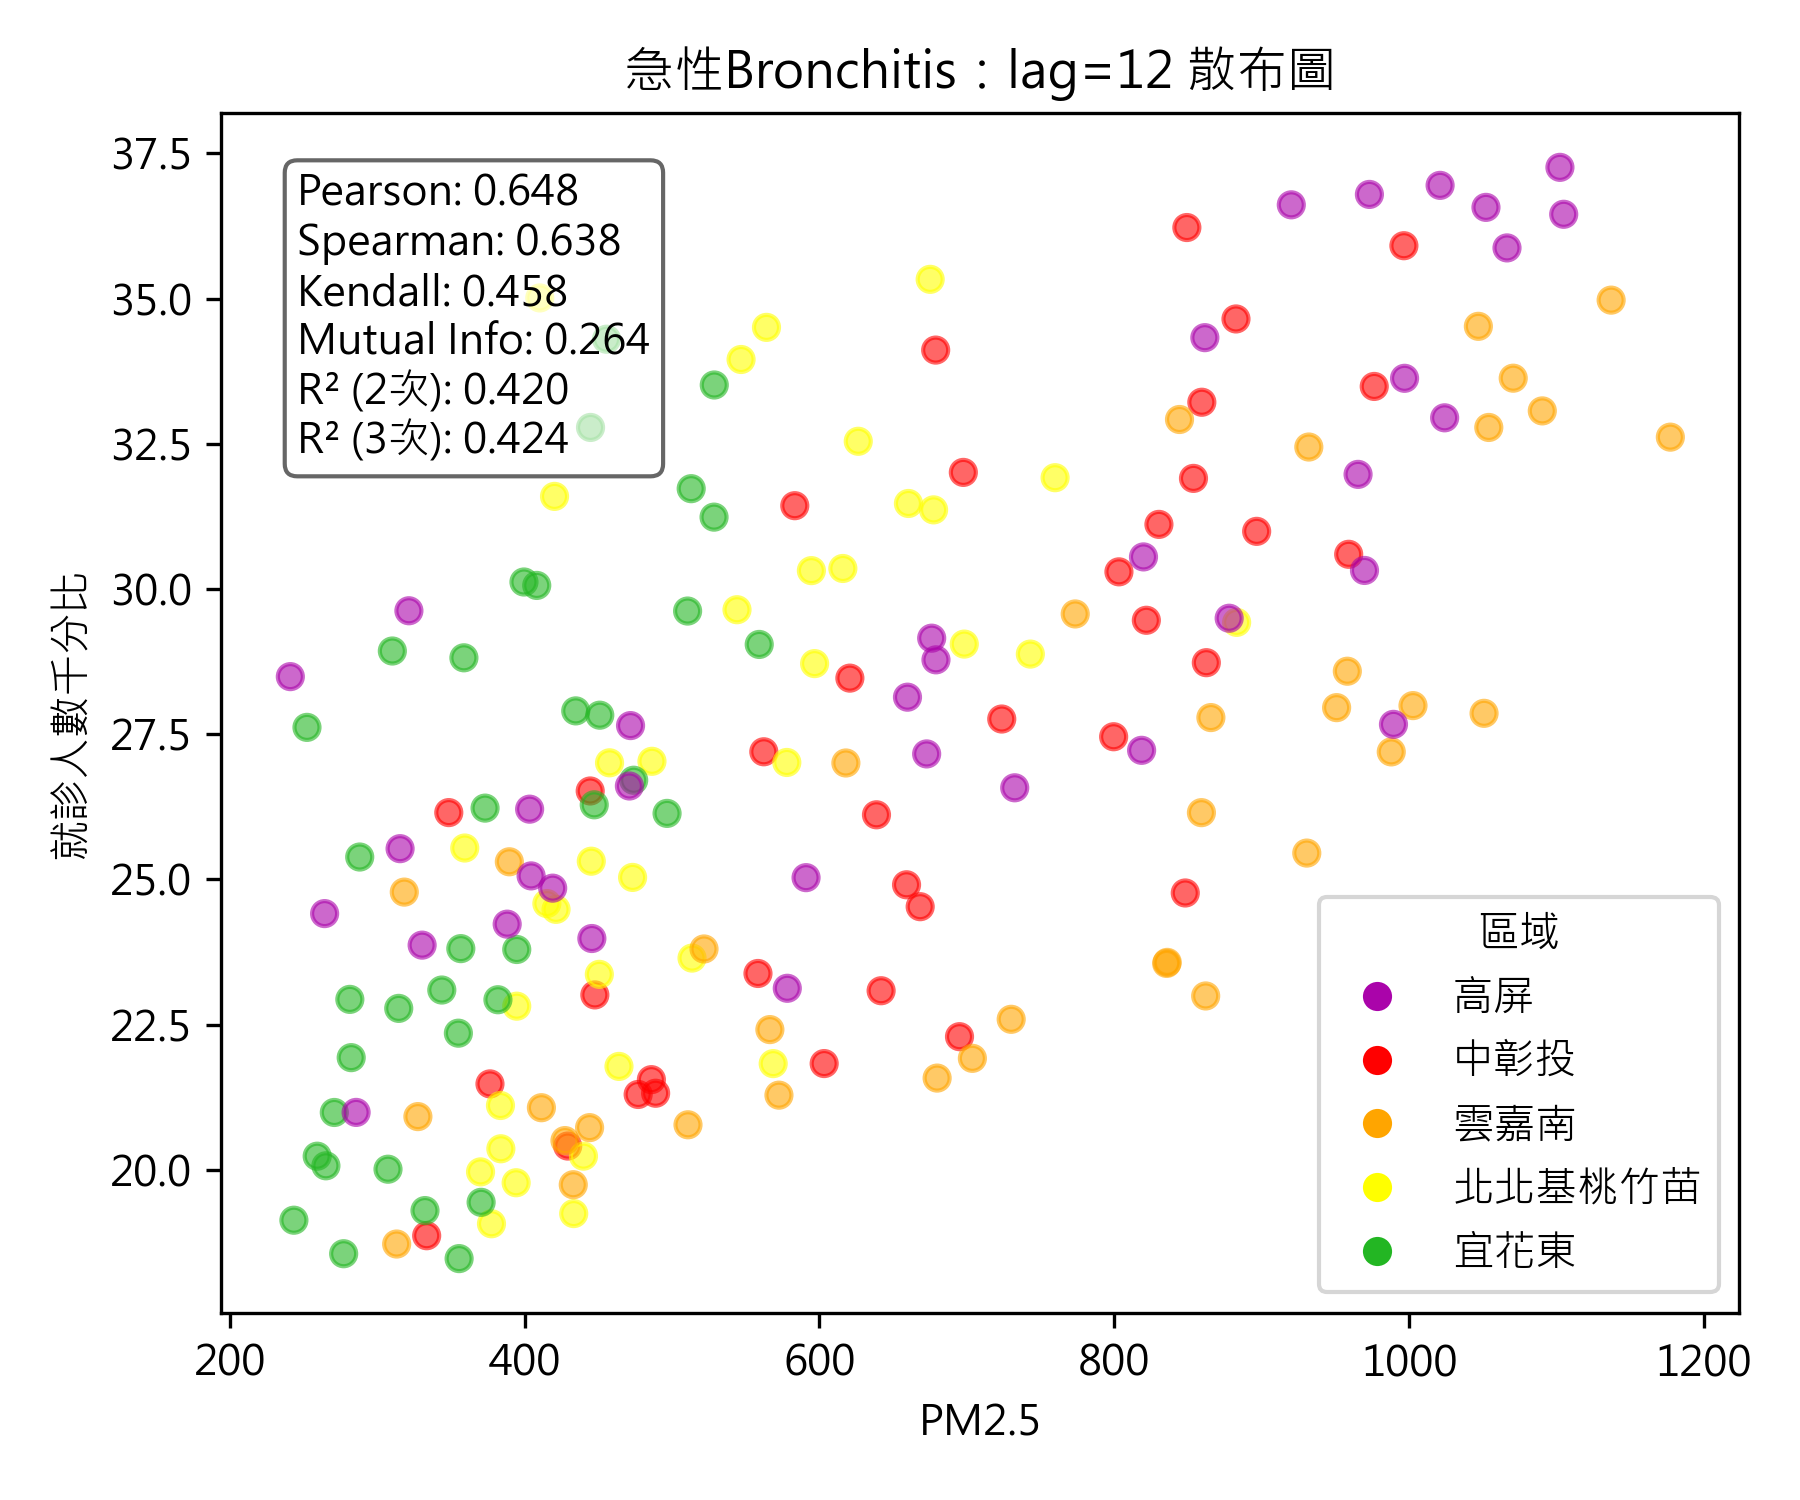 急性Bronchitis：lag=12 散布圖
37.5
35.0
32.5
30.0
27.5
25.0
22.5
20.0
就診人數千分比
Pearson: 0.648
Spearman: 0.638
Kendall: 0.458
Mutual Info: 0.264
R² (2次): 0.420
R² (3次): 0.424
區域
高屏
中彰投
雲嘉南
北北基桃竹苗
宜花東
200 400 600 800 1000 1200
PM2.5